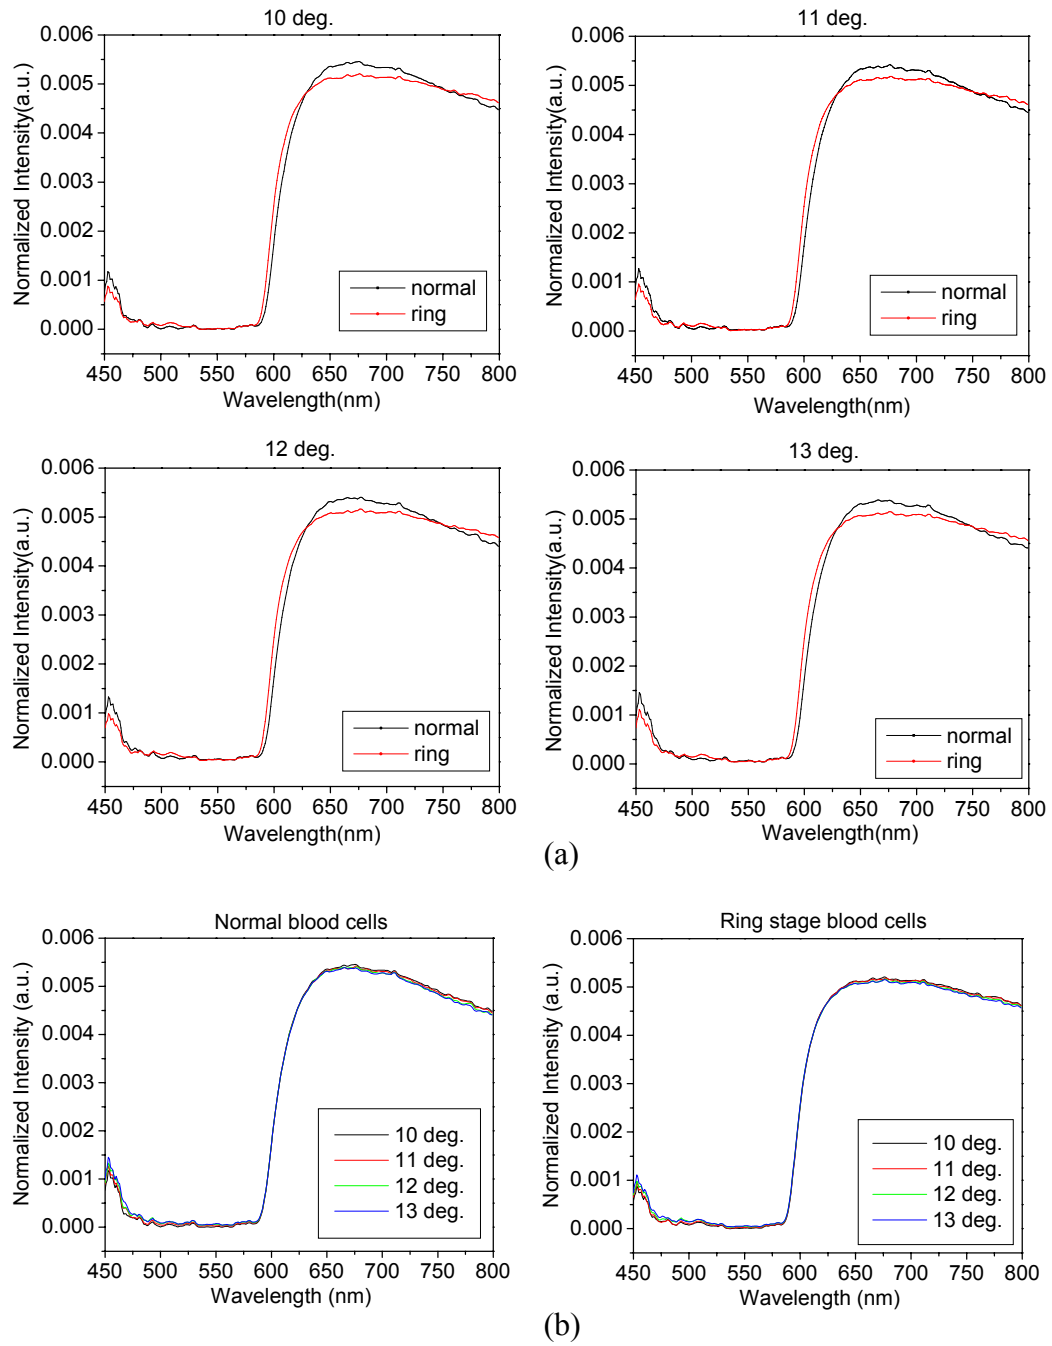 10 deg.
0.006
0.005
0.004
0.003
0.002
0.001
0.000
Normalized Intensity(a.u.)
normal
ring
450 500 550 600 650 700 750 800
Wavelength(nm)
11 deg.
0.006
0.005
0.004
0.003
0.002
0.001
0.000
Normalized Intensity(a.u.)
normal
ring
450 500 550 600 650 700 750 800
Wavelength(nm)
12 deg.
0.006
0.005
0.004
0.003
0.002
0.001
0.000
Normalized Intensity(a.u.)
normal
ring
450 500 550 600 650 700 750 800
Wavelength(nm)
13 deg.
0.006
0.005
0.004
0.003
0.002
0.001
0.000
Normalized Intensity(a.u.)
normal
ring
450 500 550 600 650 700 750 800
Wavelength(nm)
(a)
Normal blood cells
0.006
0.005
0.004
0.003
0.002
0.001
0.000
Normalized Intensity (a.u.)
10 deg.
11 deg.
12 deg.
13 deg.
450 500 550 600 650 700 750 800
Wavelength (nm)
Ring stage blood cells
0.006
0.005
0.004
0.003
0.002
0.001
0.000
Normalized Intensity (a.u.)
10 deg.
11 deg.
12 deg.
13 deg.
450 500 550 600 650 700 750 800
Wavelength (nm)
(b)